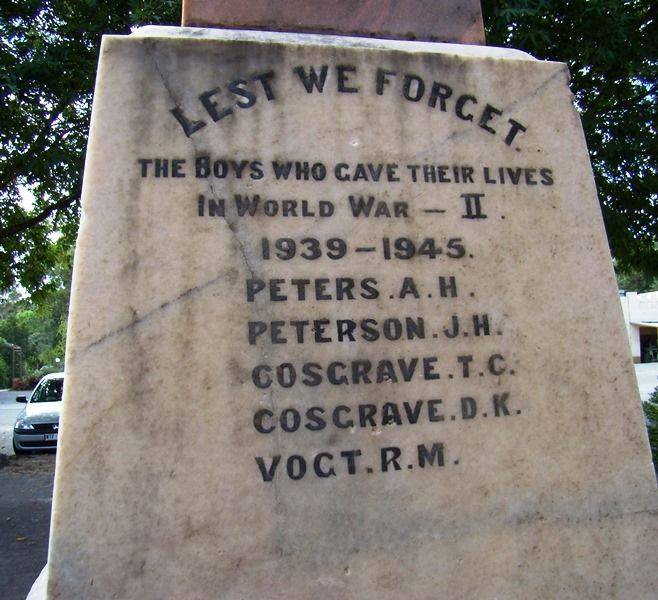 LEST WE FORGET.
THE BOYS WHO GAVE THEIR LIVES
IN WORLD WAR – II.
1939–1945.
PETERS.A.H.
PETERSON.J.H.
COSGRAVE.T.C.
COSGRAVE.D.K.
VOGT.R.M.